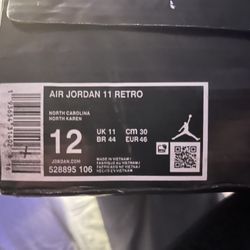 AIR JORDAN 11 RETRO
NORTH CAROLINA
NORTH KAREN
12
UK 11
CM 30
BR 44
EUR 46
JORDAN.COM
MADE IN VIETNAM
528895 106